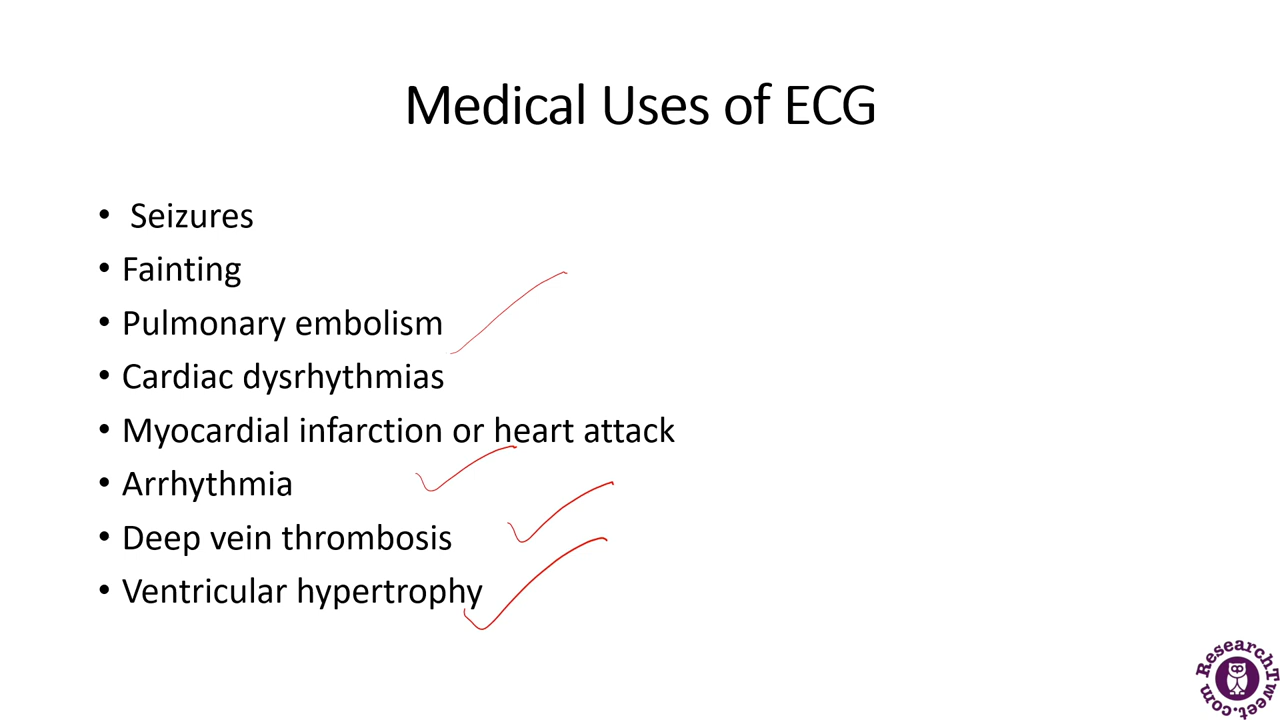 Medical Uses of ECG
• Seizures
• Fainting
• Pulmonary embolism
• Cardiac dysrhythmias
• Myocardial infarction or heart attack
• Arrhythmia
• Deep vein thrombosis
• Ventricular hypertrophy
ResearchTweet.com